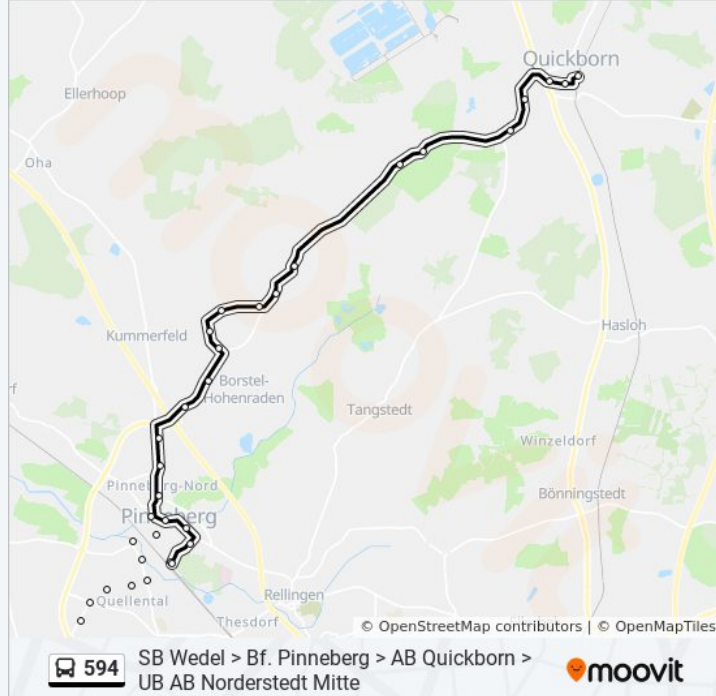 Quickborn
Ellerhoop
Oha
Kummerfeld
Hasloh
Borstel-
Hohenraden
Tangstedt
Winzeldorf
Bönningstedt
Pinneberg-Nord
Pinneberg
Rellingen
Quellental
Thesdorf
© OpenStreetMap contributors | © OpenMapTiles
594
SB Wedel > Bf. Pinneberg > AB Quickborn >
UB AB Norderstedt Mitte
moovit